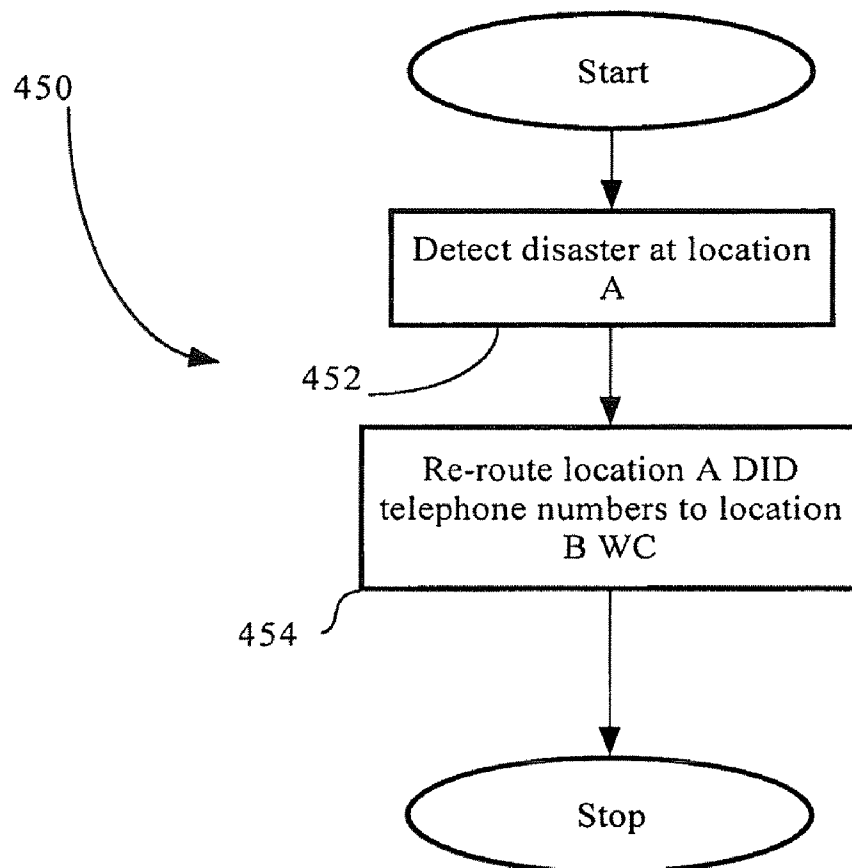 Start
450
Detect disaster at location
A
452
Re-route location A DID
telephone numbers to location
B WC
454
Stop